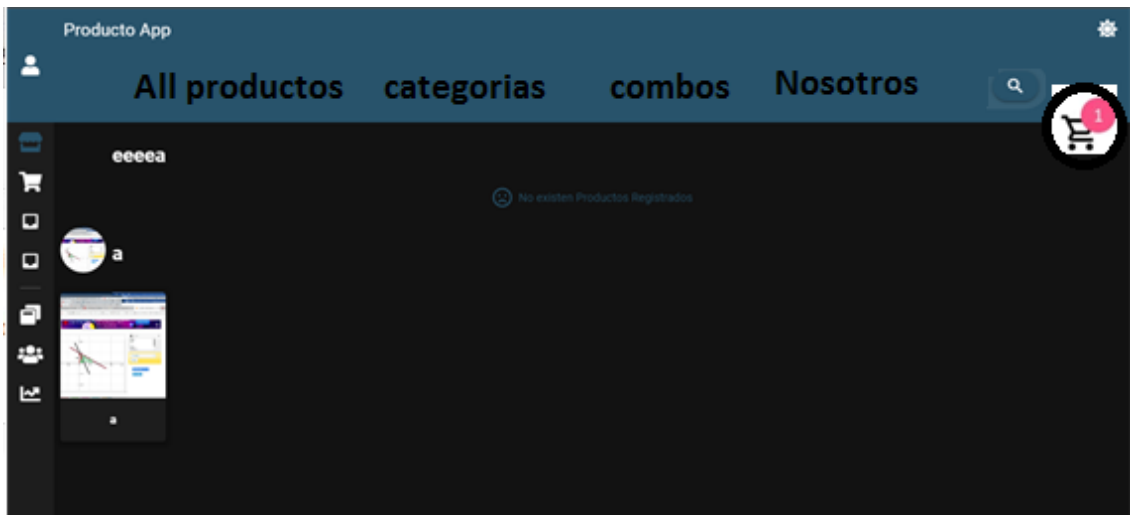 Producto App
All productos categorias combos Nosotros
1
eeeea
No existen Productos Registrados
a
a